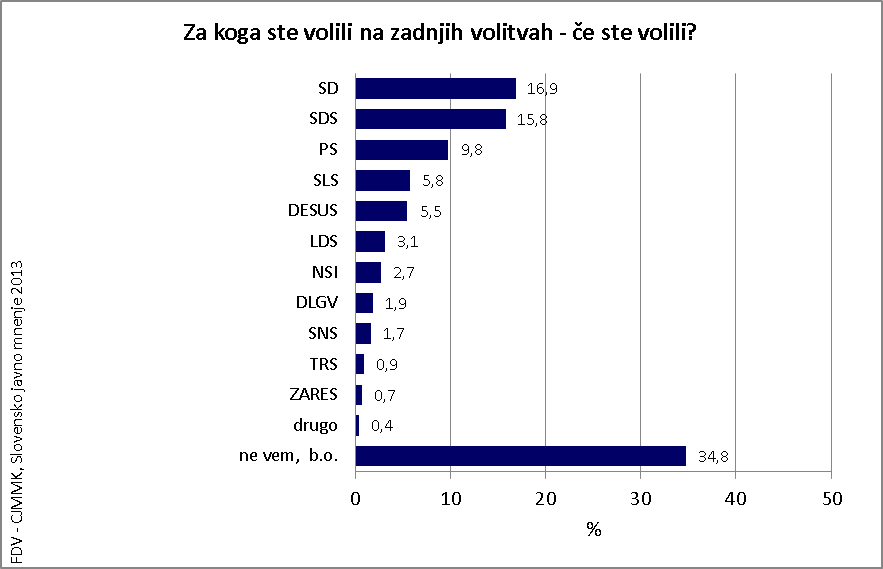 Za koga ste volili na zadnjih volitvah - če ste volili?
SD 16,9
SDS 15,8
PS 9,8
SLS 5,8
DESUS 5,5
LDS 3,1
NSI 2,7
DLGV 1,9
SNS 1,7
TRS 0,9
ZARES 0,7
drugo 0,4
ne vem, b.o. 34,8
0 10 20 30 40 50
%
FDV - CJMMK, Slovensko javno mnenje 2013